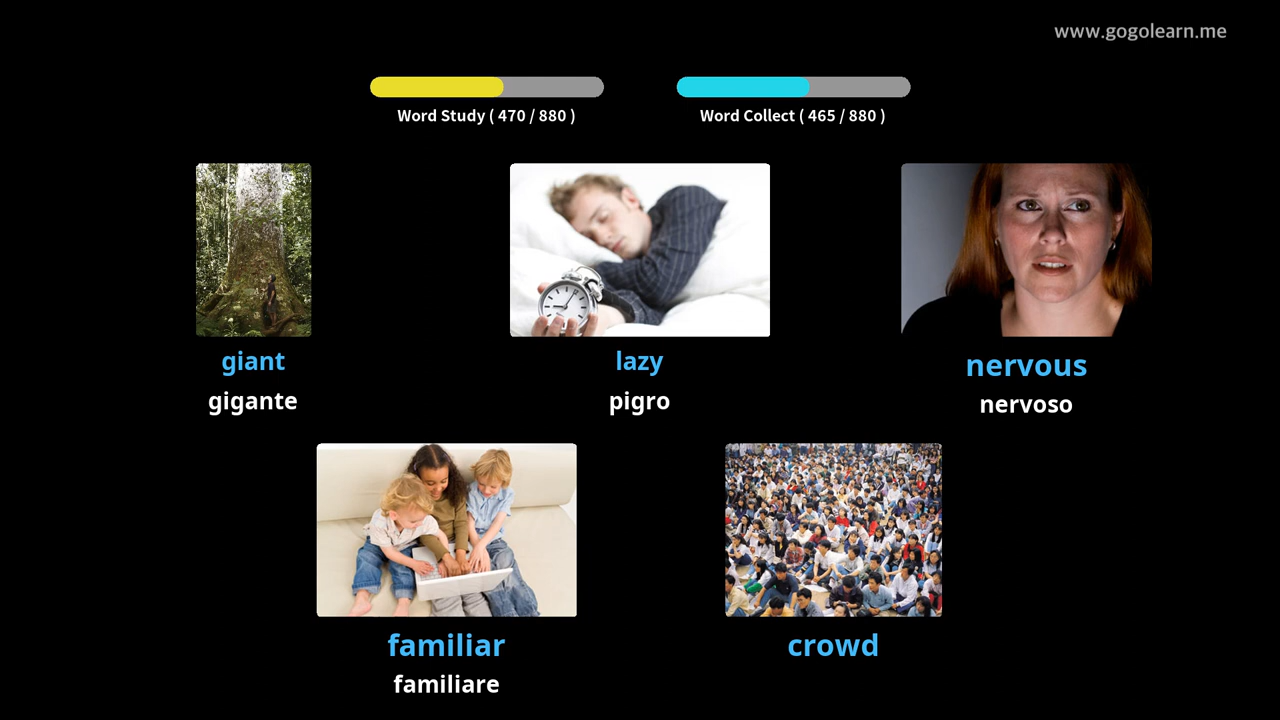 www.gogolearn.me
Word Study ( 470 / 880 )
Word Collect ( 465 / 880 )
giant
gigante
lazy
pigro
nervous
nervoso
familiar
familiare
crowd